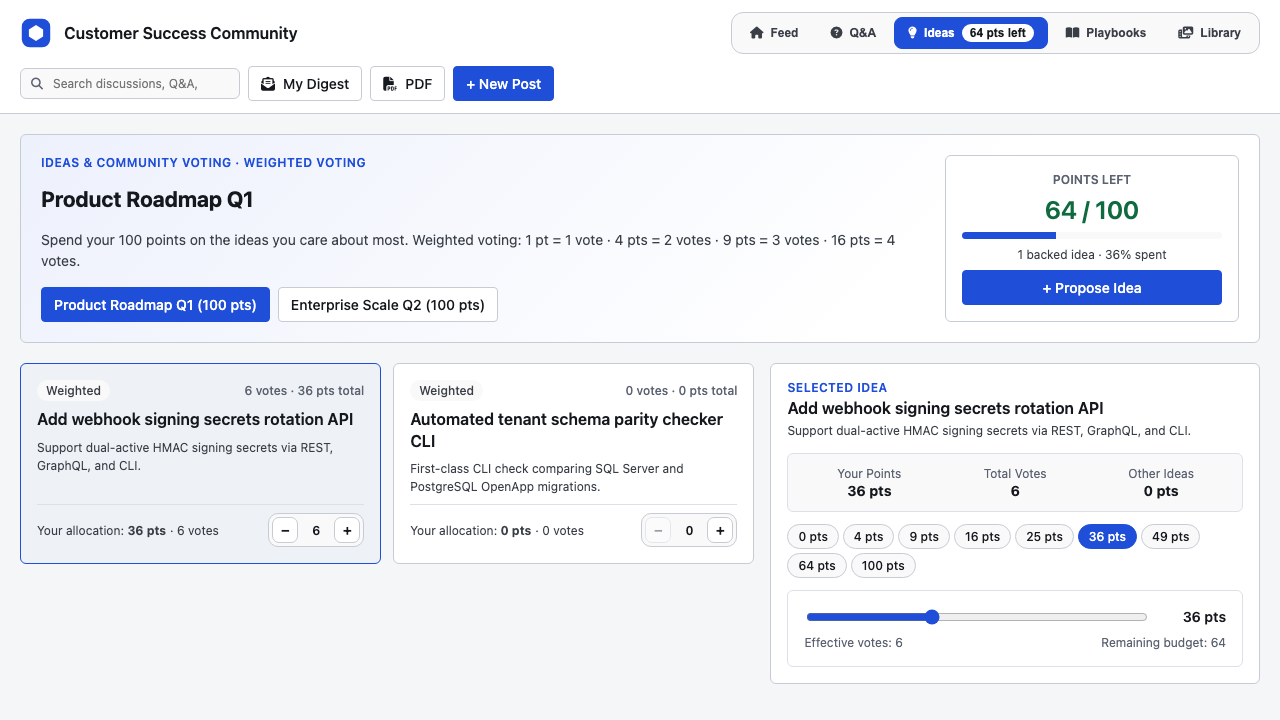 Customer Success Community
Feed
Q&A
Ideas
64 pts left
Playbooks
Library
Search discussions, Q&A,
My Digest
PDF
+ New Post
IDEAS & COMMUNITY VOTING · WEIGHTED VOTING
Product Roadmap Q1
Spend your 100 points on the ideas you care about most. Weighted voting: 1 pt = 1 vote · 4 pts = 2 votes · 9 pts = 3 votes · 16 pts = 4
votes.
Product Roadmap Q1 (100 pts)
Enterprise Scale Q2 (100 pts)
POINTS LEFT
64 / 100
1 backed idea · 36% spent
+ Propose Idea
Weighted
6 votes · 36 pts total
Add webhook signing secrets rotation API
Support dual-active HMAC signing secrets via REST,
GraphQL, and CLI.
Your allocation: 36 pts · 6 votes
− 6 +
Weighted
0 votes · 0 pts total
Automated tenant schema parity checker
CLI
First-class CLI check comparing SQL Server and
PostgreSQL OpenApp migrations.
Your allocation: 0 pts · 0 votes
− 0 +
SELECTED IDEA
Add webhook signing secrets rotation API
Support dual-active HMAC signing secrets via REST, GraphQL, and CLI.
Your Points
36 pts
Total Votes
6
Other Ideas
0 pts
0 pts
4 pts
9 pts
16 pts
25 pts
36 pts
49 pts
64 pts
100 pts
36 pts
Effective votes: 6
Remaining budget: 64